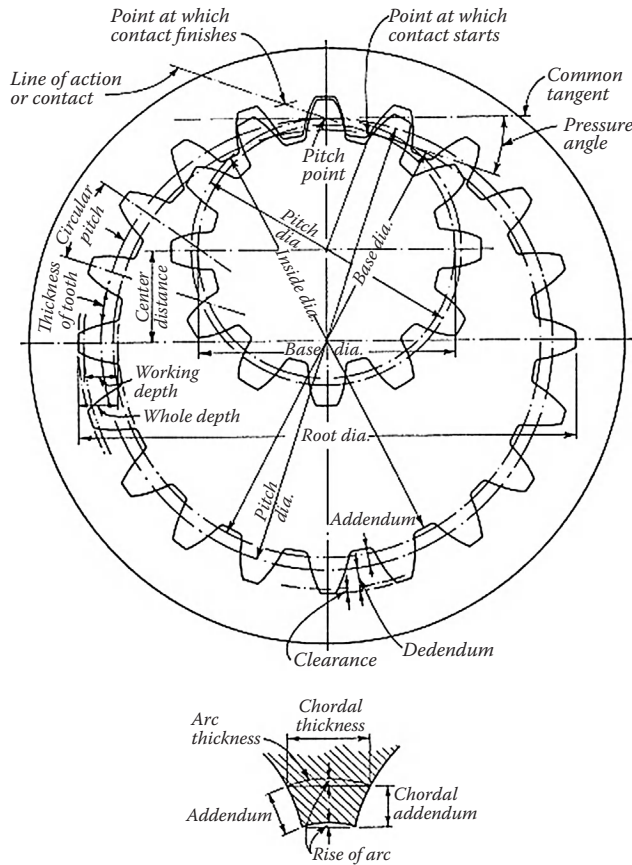 Point at which
contact finishes
Point at which
contact starts
Line of action
or contact
Common
tangent
Pressure
angle
Pitch
point
Circular
pitch
Pitch
dia.
Inside dia.
Base dia.
Thickness
of tooth
Center
distance
Base dia.
Working
depth
Whole depth
Root dia.
Pitch
dia.
Addendum
Clearance
Dedendum
Chordal
thickness
Arc
thickness
Addendum
Chordal
addendum
Rise of arc